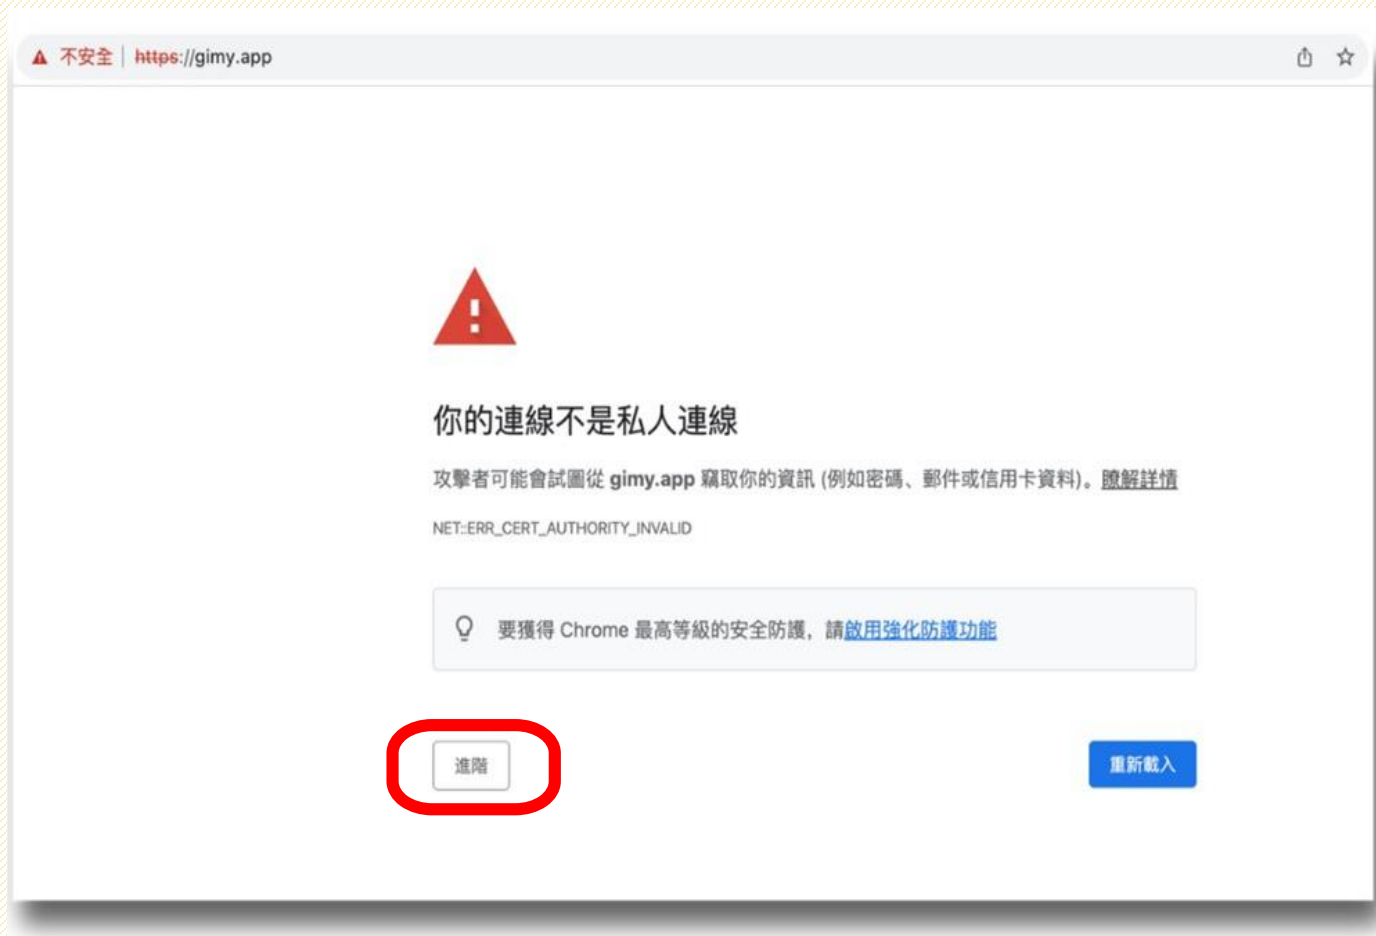 不安全 | https://gimy.app
你的連線不是私人連線
攻擊者可能會試圖從 gimy.app 竊取你的資訊 (例如密碼、郵件或信用卡資料)。瞭解詳情
NET::ERR_CERT_AUTHORITY_INVALID
要獲得 Chrome 最高等級的安全防護，請啟用強化防護功能
進階
重新載入